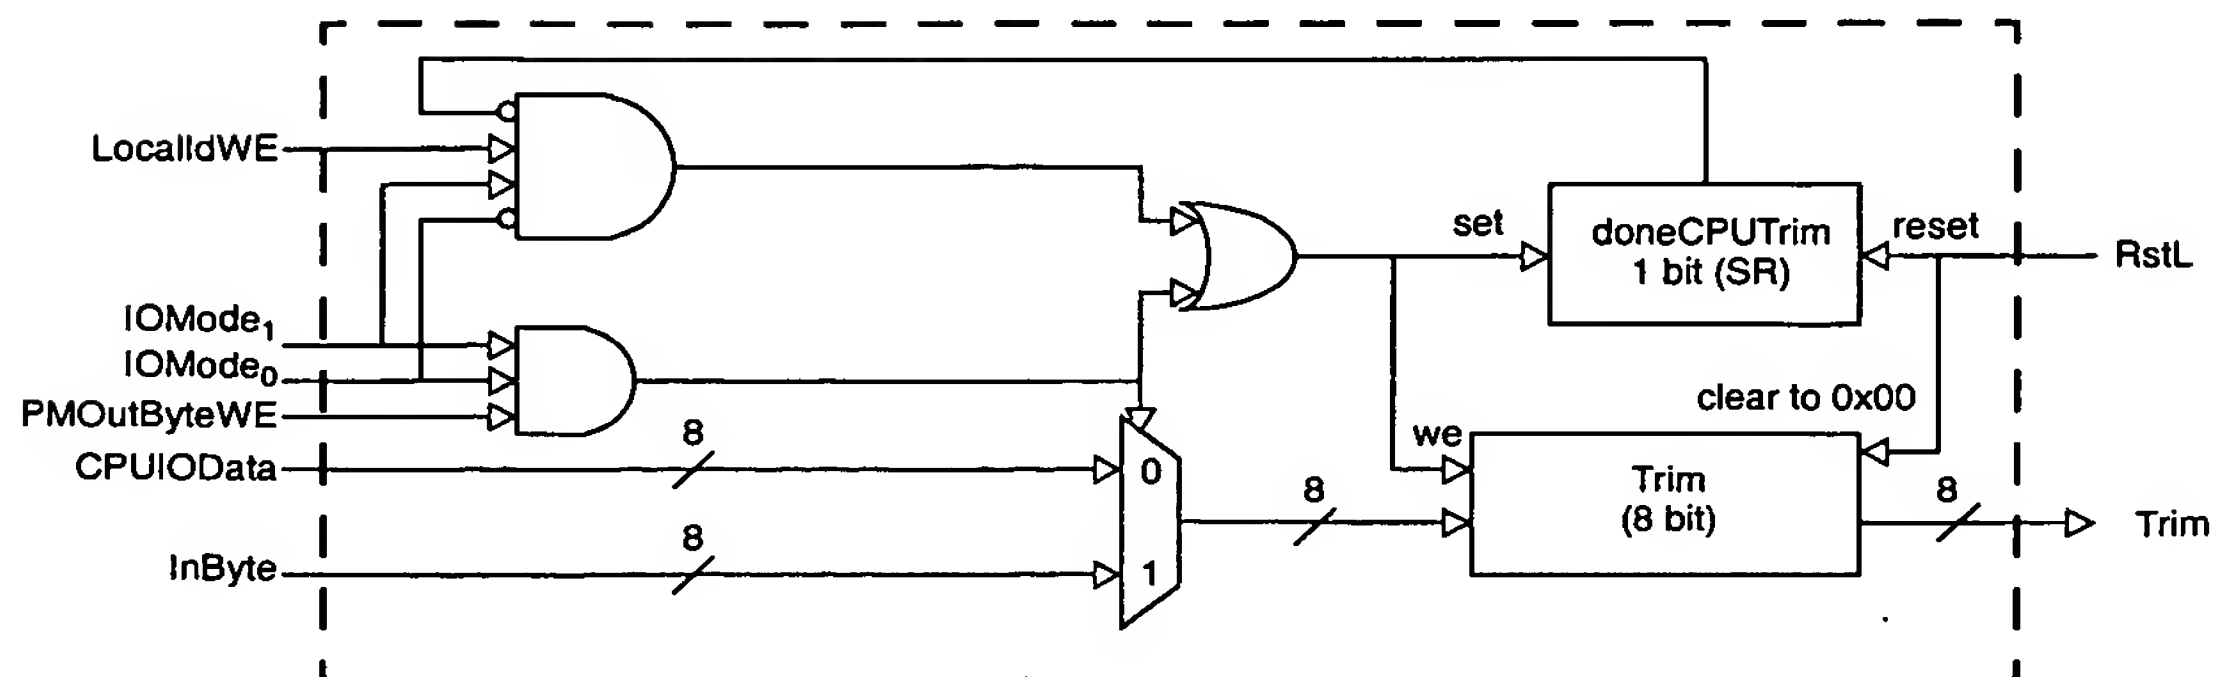 LocalIdWE
IOMode1
IOMode0
PMOutByteWE
CPUIOData
InByte
8
8
0
1
8
set
doneCPUTrim
1 bit (SR)
reset
RstL
clear to 0x00
we
Trim
(8 bit)
8
Trim